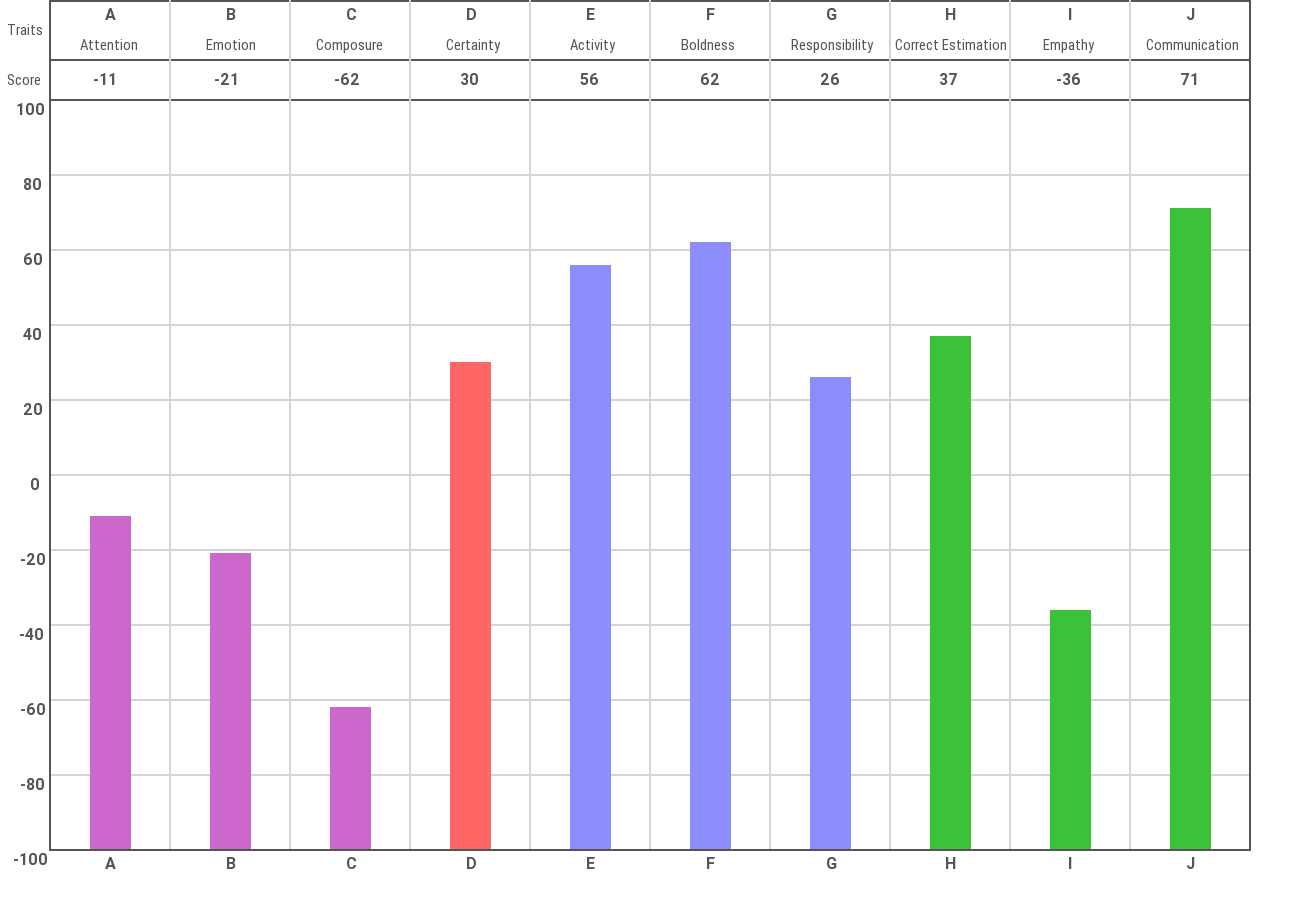 Traits
A B C D E F G H I J
Attention Emotion Composure Certainty Activity Boldness Responsibility Correct Estimation Empathy Communication
Score -11 -21 -62 30 56 62 26 37 -36 71
100
80
60
40
20
0
-20
-40
-60
-80
-100
A B C D E F G H I J